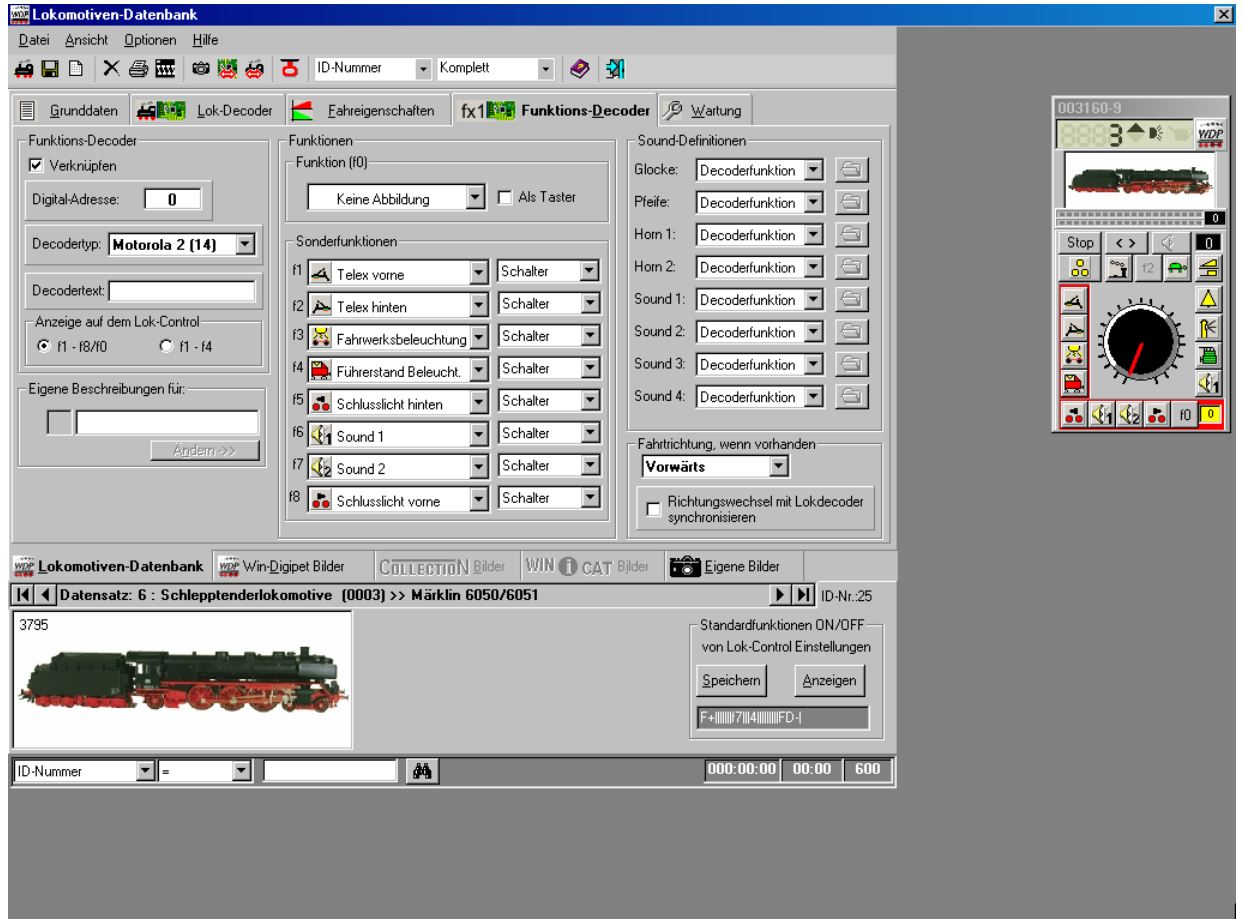 Lokomotiven-Datenbank
Datei Ansicht Optionen Hilfe
ID-Nummer Komplett
Grunddaten Lok-Decoder Fahreigenschaften fx1 Funktions-Decoder Wartung
Funktions-Decoder
Verknüpfen
Digital-Adresse: 0
Decodertyp: Motorola 2 (14)
Decodertext:
Anzeige auf dem Lok-Control
f1 - f8/f0 f1 - f4
Eigene Beschreibungen für:
Ändern ->>
Funktionen
Funktion (f0)
Keine Abbildung Als Taster
Sonderfunktionen
f1 Telex vorne Schalter
f2 Telex hinten Schalter
f3 Fahrwerksbeleuchtung Schalter
f4 Führerstand Beleucht. Schalter
f5 Schlusslicht hinten Schalter
f6 1 Sound 1 Schalter
f7 2 Sound 2 Schalter
f8 Schlusslicht vorne Schalter
Sound-Definitionen
Glocke: Decoderfunktion
Pfeife: Decoderfunktion
Horn 1: Decoderfunktion
Horn 2: Decoderfunktion
Sound 1: Decoderfunktion
Sound 2: Decoderfunktion
Sound 3: Decoderfunktion
Sound 4: Decoderfunktion
Fahrtrichtung, wenn vorhanden
Vorwärts
Richtungswechsel mit Lokdecoder
synchronisieren
003160-9
3 WDP
0
Stop < > 0
f2
1
1 2 f0 0
Lokomotiven-Datenbank WDP Win-Digipet Bilder COLLECTION Bilder WIN i CAT Bilder Eigene Bilder
Datensatz: 6 : Schlepptenderlokomotive (0003) >> Märklin 6050/6051 ID-Nr.:25
3795
Standardfunktionen ON/OFF
von Lok-Control Einstellungen
Speichern Anzeigen
ID-Nummer = 000:00:00 00:00 600